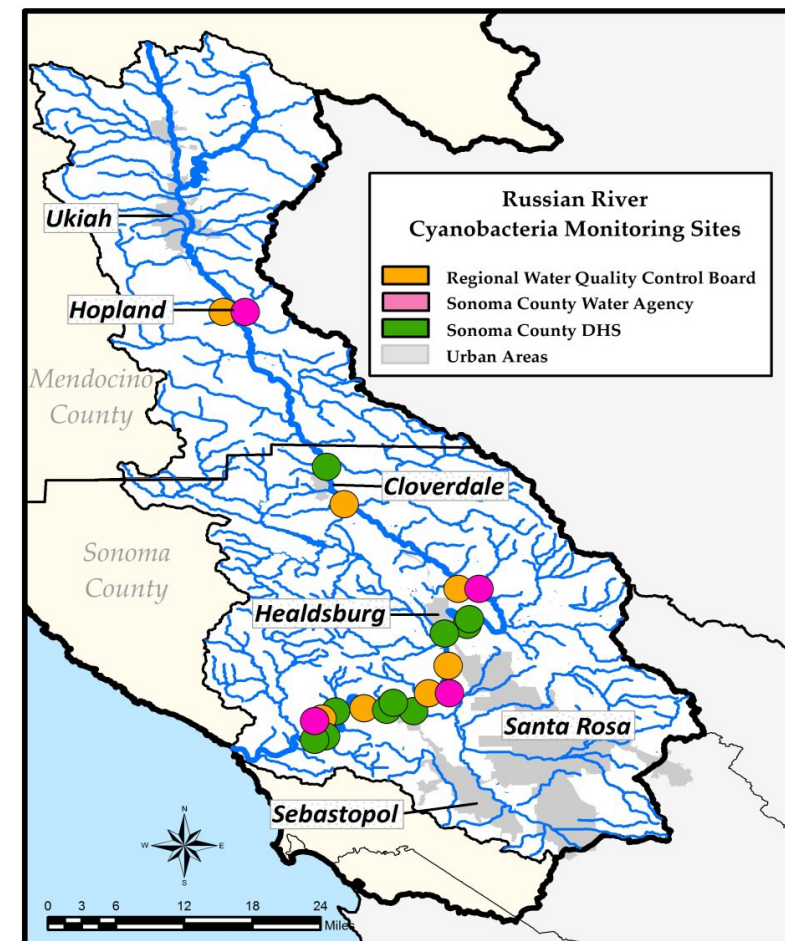 Russian River
Cyanobacteria Monitoring Sites
Regional Water Quality Control Board
Sonoma County Water Agency
Sonoma County DHS
Urban Areas
Ukiah
Hopland
Mendocino
County
Cloverdale
Sonoma
County
Healdsburg
Santa Rosa
Sebastopol
N
W
E
S
0 3 6 12 18 24
Miles